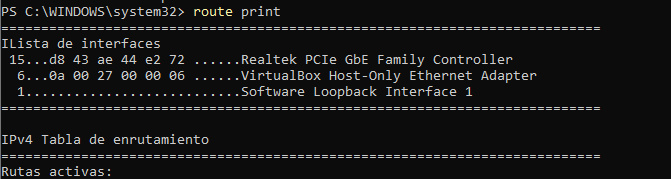 PS C:\WINDOWS\system32> route print
===========================================================================
ILista de interfaces
 15...d8 43 ae 44 e2 72 ......Realtek PCIe GbE Family Controller
  6...0a 00 27 00 00 06 ......VirtualBox Host-Only Ethernet Adapter
  1...........................Software Loopback Interface 1
===========================================================================
IPv4 Tabla de enrutamiento
===========================================================================
Rutas activas: